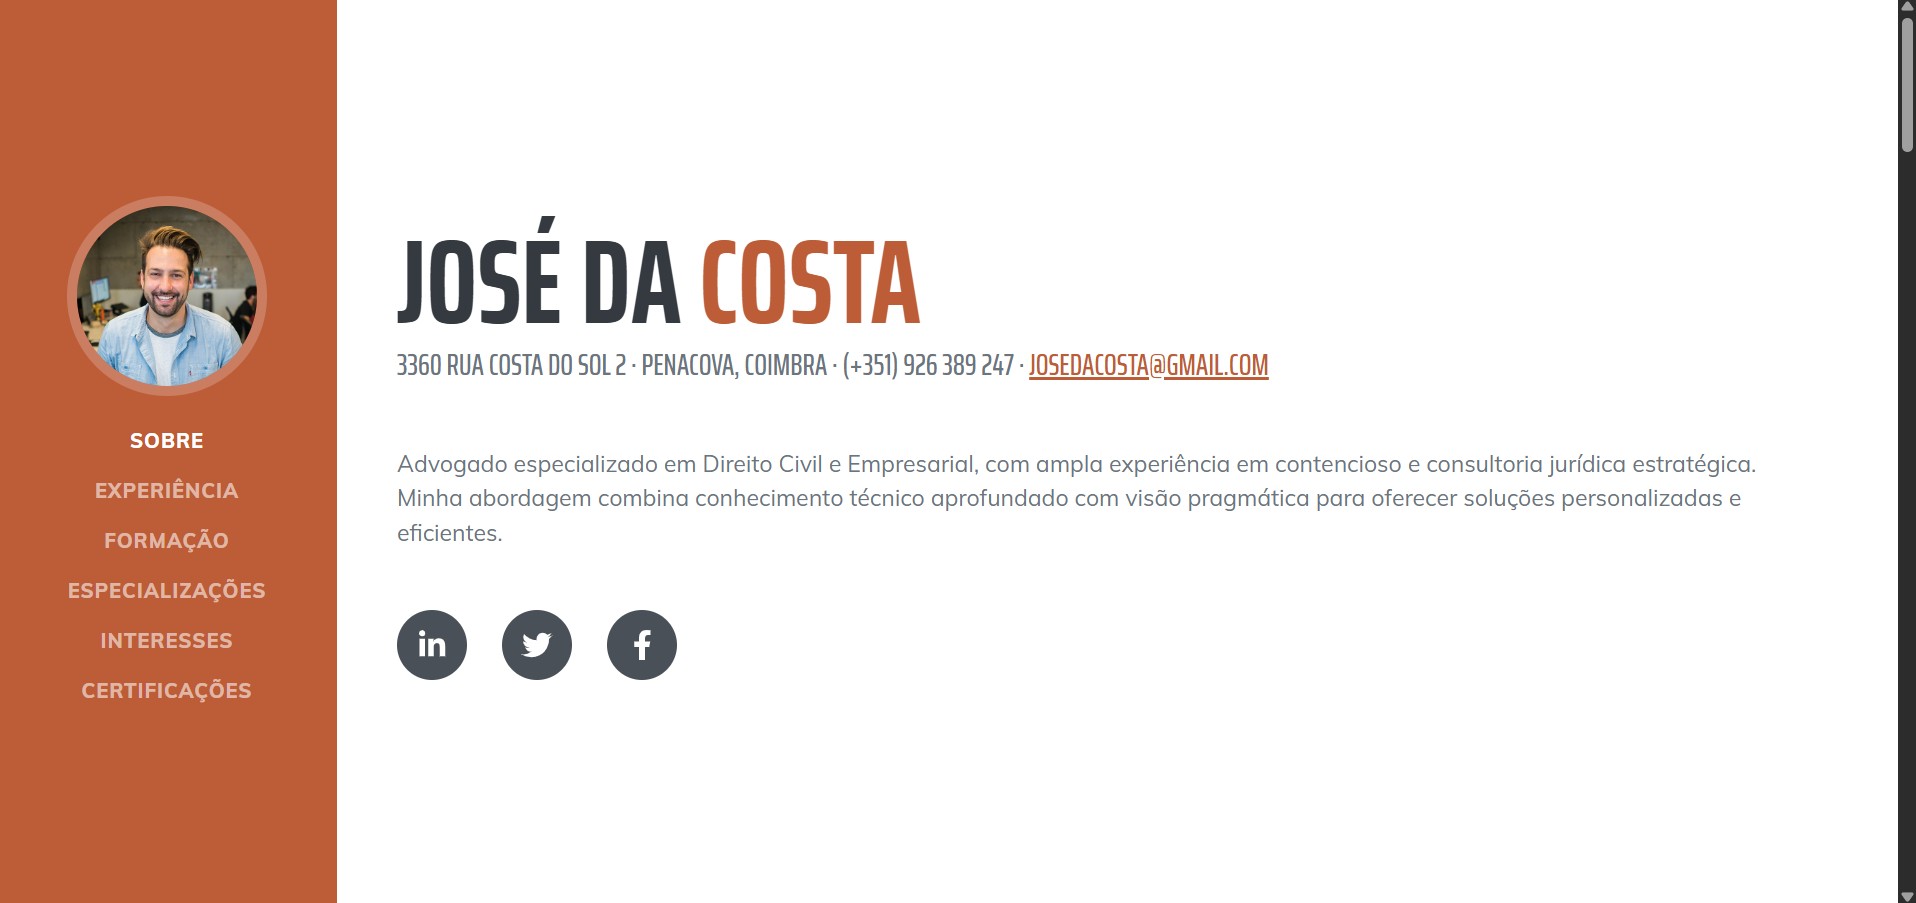 SOBRE
EXPERIÊNCIA
FORMAÇÃO
ESPECIALIZAÇÕES
INTERESSES
CERTIFICAÇÕES
JOSÉ DA COSTA
3360 RUA COSTA DO SOL 2 · PENACOVA, COIMBRA · (+351) 926 389 247 · JOSEDACOSTA@GMAIL.COM
Advogado especializado em Direito Civil e Empresarial, com ampla experiência em contencioso e consultoria jurídica estratégica.
Minha abordagem combina conhecimento técnico aprofundado com visão pragmática para oferecer soluções personalizadas e
eficientes.
in
f